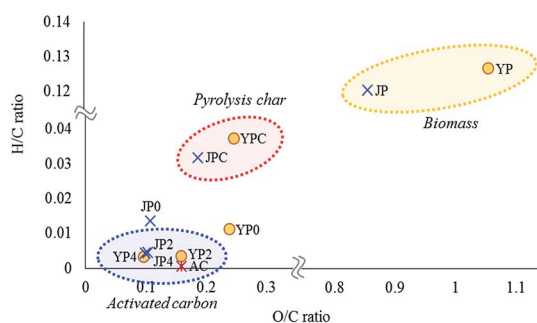 0.14
0.13
0.12
0.04
0.03
0.02
0.01
0
H/C ratio
YP
JP
Biomass
Pyrolysis char
YPC
JPC
JP0
YP0
JP2
YP4
JP4
YP2
AC
Activated carbon
0 0.1 0.2 0.3 0.8 0.9 1 1.1
O/C ratio